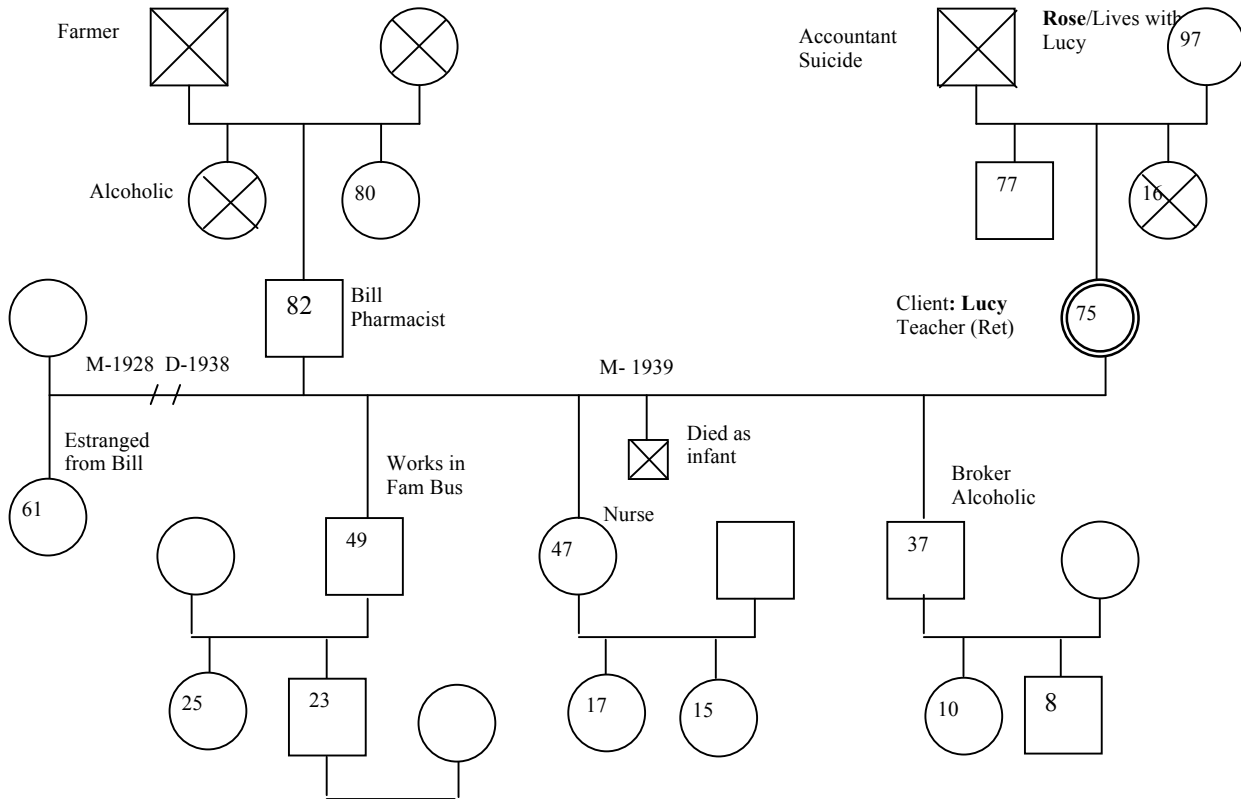 Farmer
Accountant
Suicide
Rose/Lives with
Lucy
97
Alcoholic
80
77
16
82
Bill
Pharmacist
Client: Lucy
Teacher (Ret)
75
M-1928 D-1938
M- 1939
Estranged
from Bill
Works in
Fam Bus
Died as
infant
Broker
Alcoholic
61
49
Nurse
47
37
25
23
17
15
10
8